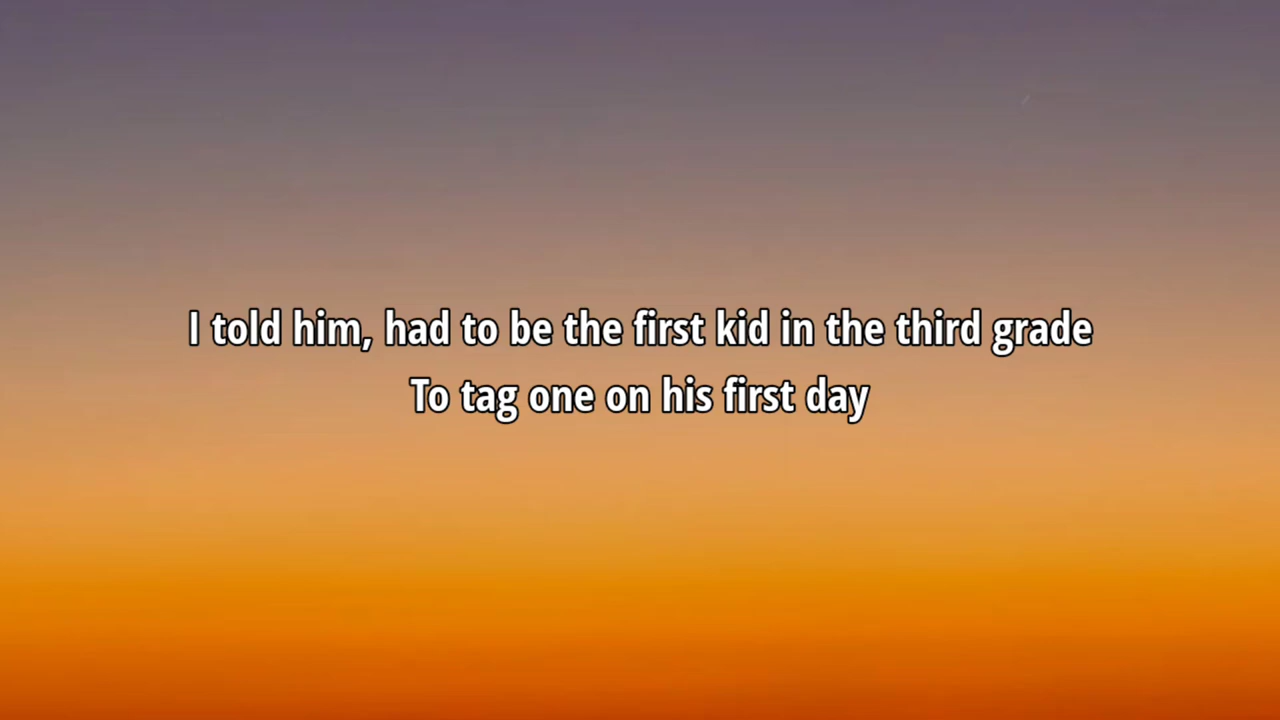 I told him, had to be the first kid in the third grade
To tag one on his first day